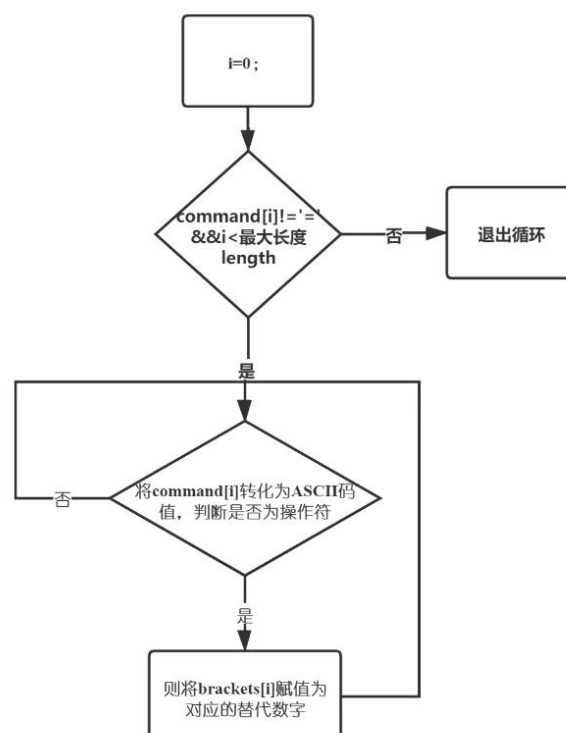 i=0;
command[i]!='='
&&i<最大长度
length
否
退出循环
是
将command[i]转化为ASCII码
值，判断是否为操作符
否
是
则将brackets[i]赋值为
对应的替代数字